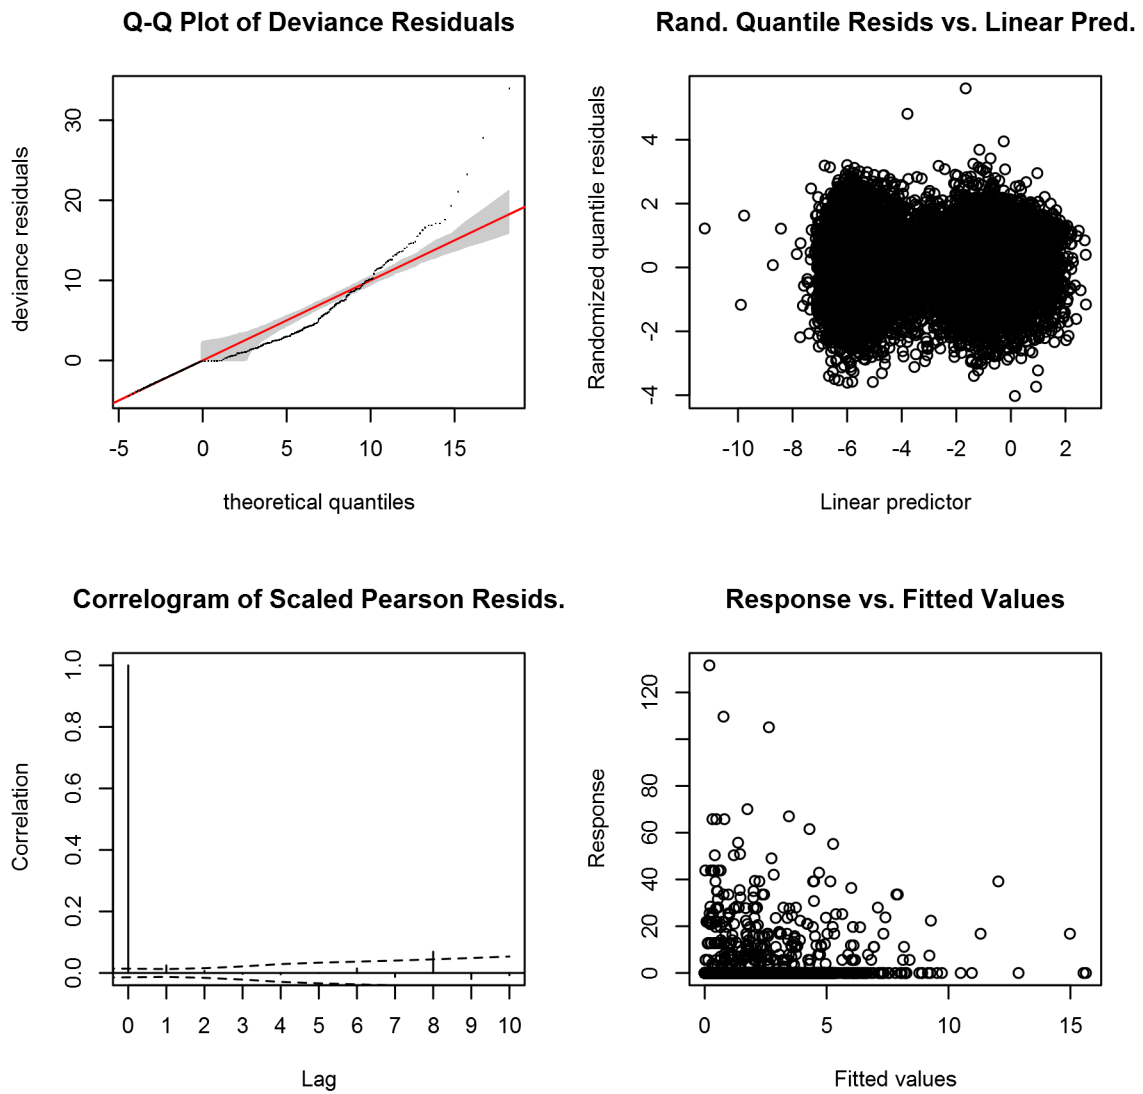 Q-Q Plot of Deviance Residuals
deviance residuals
30
20
10
0
-5 0 5 10 15
theoretical quantiles
Rand. Quantile Resids vs. Linear Pred.
Randomized quantile residuals
4
2
0
-2
-4
-10 -8 -6 -4 -2 0 2
Linear predictor
Correlogram of Scaled Pearson Resids.
Correlation
1.0
0.8
0.6
0.4
0.2
0.0
0 1 2 3 4 5 6 7 8 9 10
Lag
Response vs. Fitted Values
Response
120
80
60
40
20
0
0 5 10 15
Fitted values